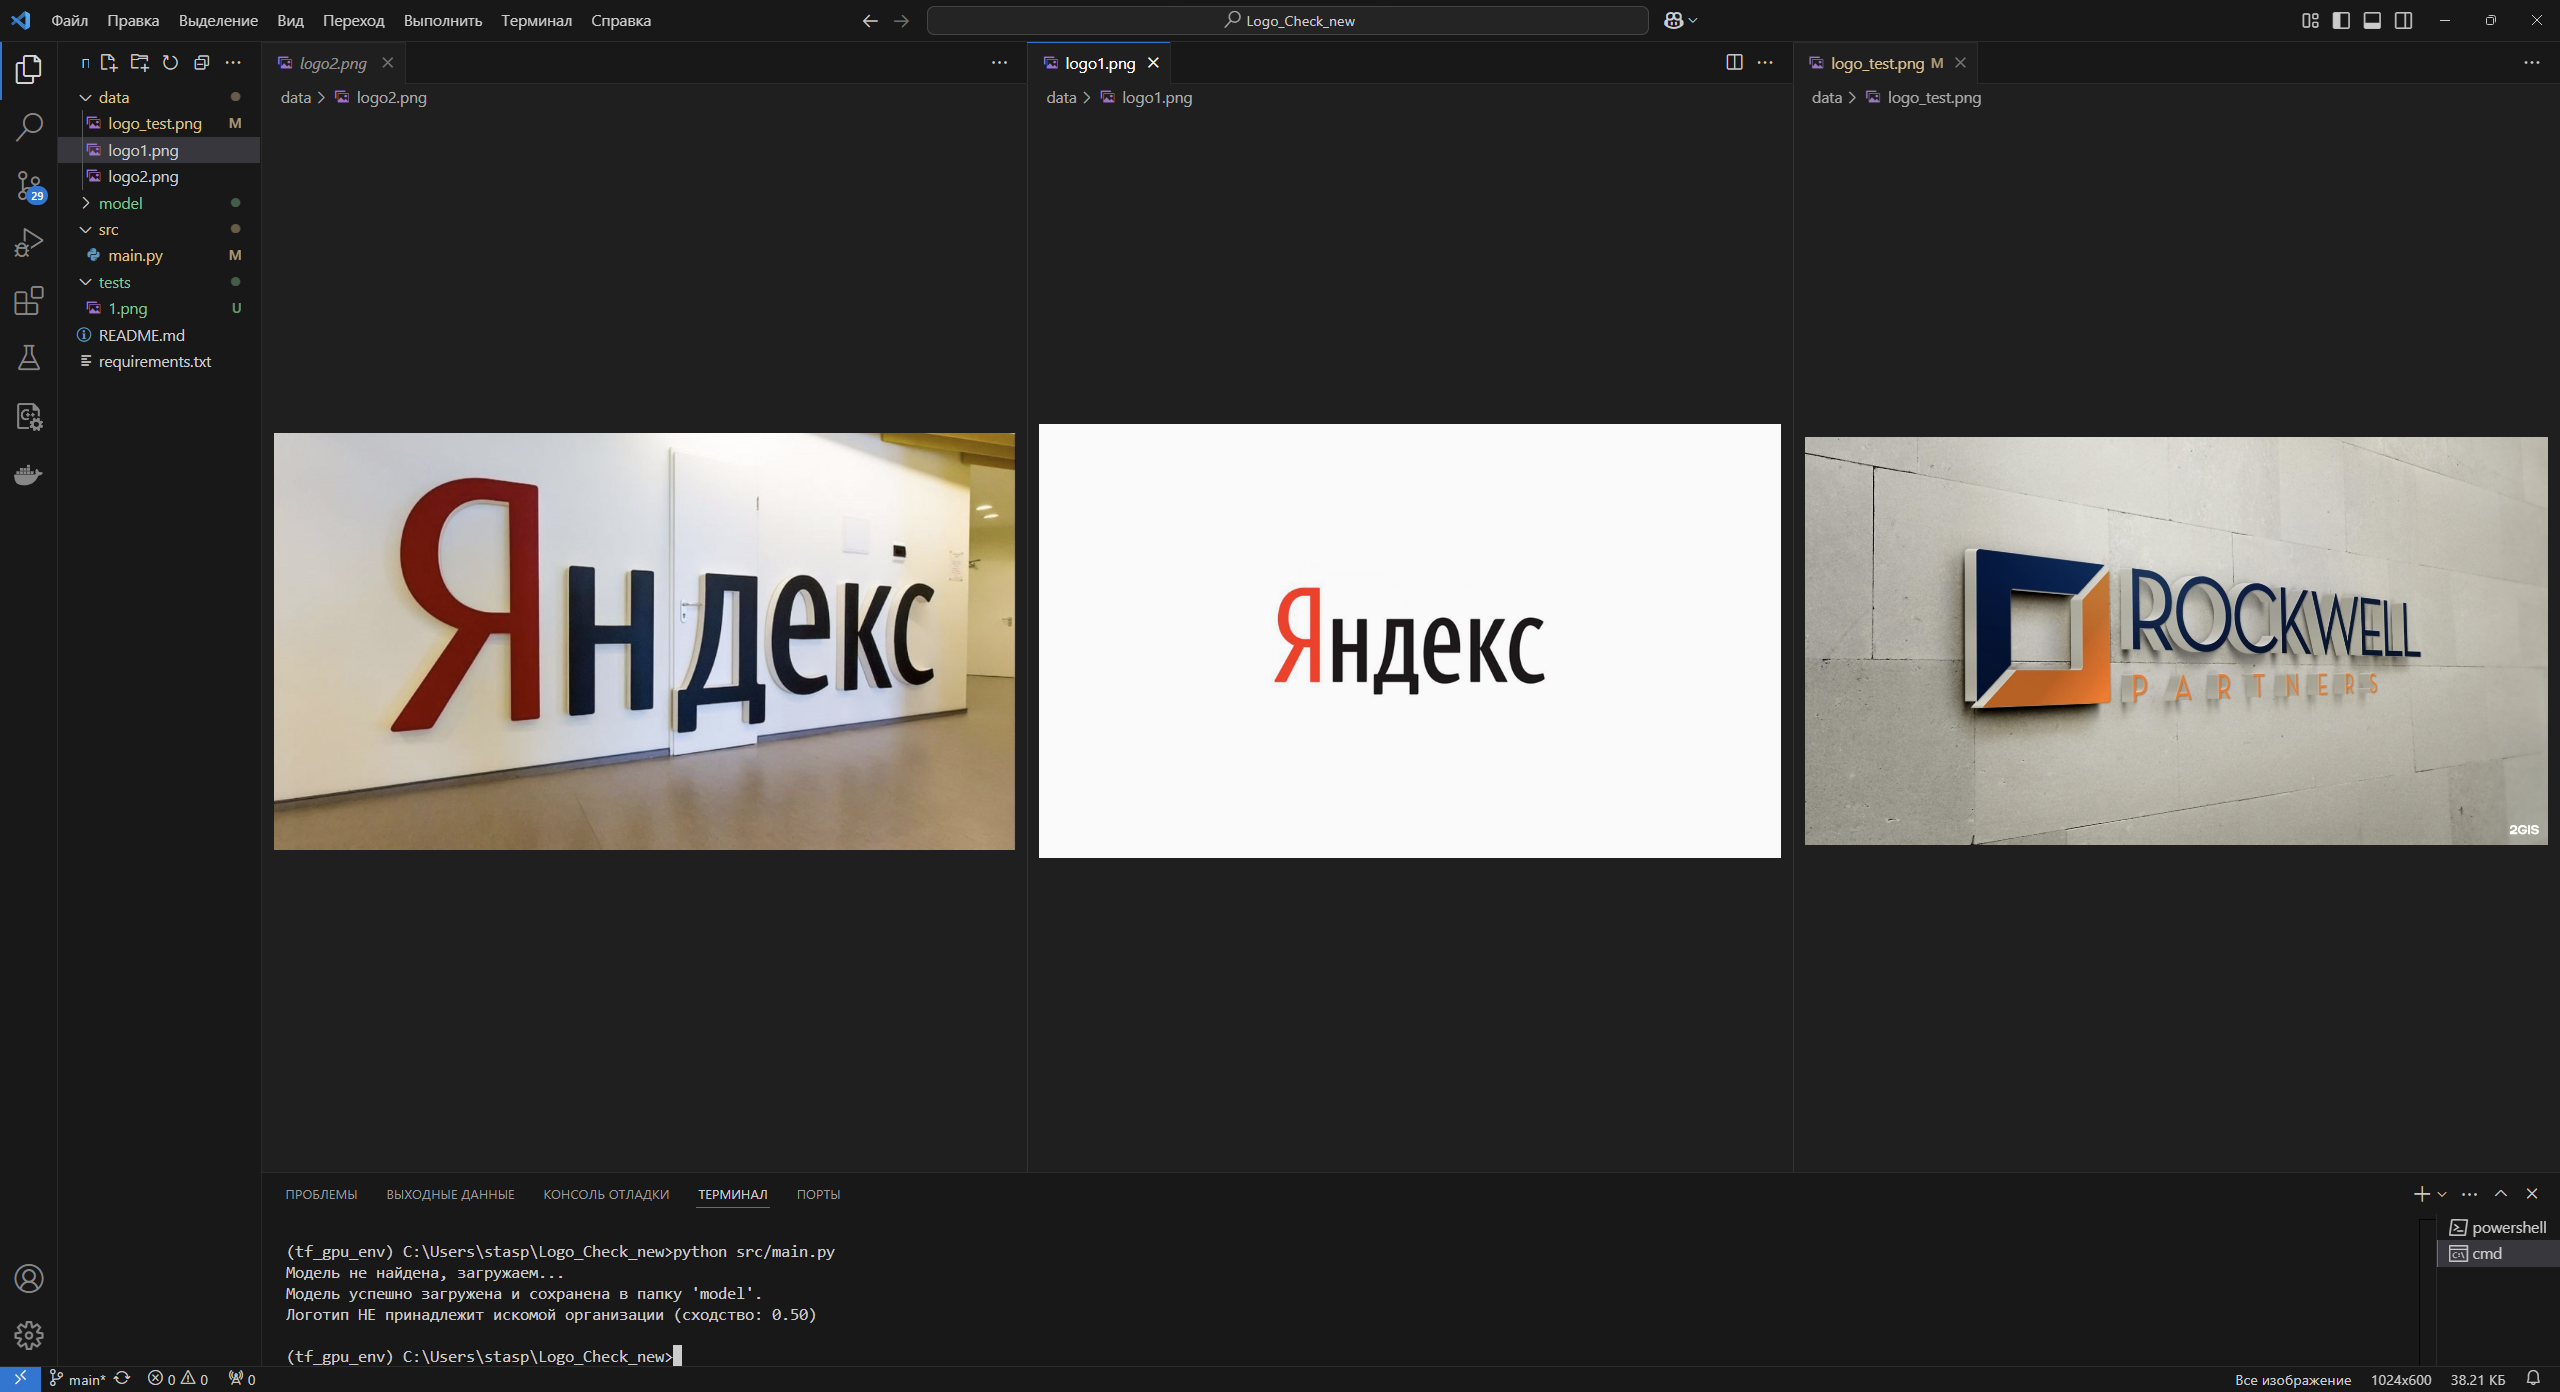 Файл Правка Выделение Вид Переход Выполнить Терминал Справка
Logo_Check_new
П
data
logo_test.png M
logo1.png
logo2.png
model
src
main.py M
tests
1.png U
README.md
requirements.txt
29
logo2.png
data > logo2.png
Яндекс
logo1.png
data > logo1.png
Яндекс
logo_test.png M
data > logo_test.png
ROCKWELL
PARTNERS
2GIS
ПРОБЛЕМЫ ВЫХОДНЫЕ ДАННЫЕ КОНСОЛЬ ОТЛАДКИ ТЕРМИНАЛ ПОРТЫ
(tf_gpu_env) C:\Users\stasp\Logo_Check_new>python src/main.py
Модель не найдена, загружаем...
Модель успешно загружена и сохранена в папку 'model'.
Логотип НЕ принадлежит искомой организации (сходство: 0.50)
(tf_gpu_env) C:\Users\stasp\Logo_Check_new>
powershell
cmd
main* 0 0 0
Все изображение 1024x600 38.21 КБ